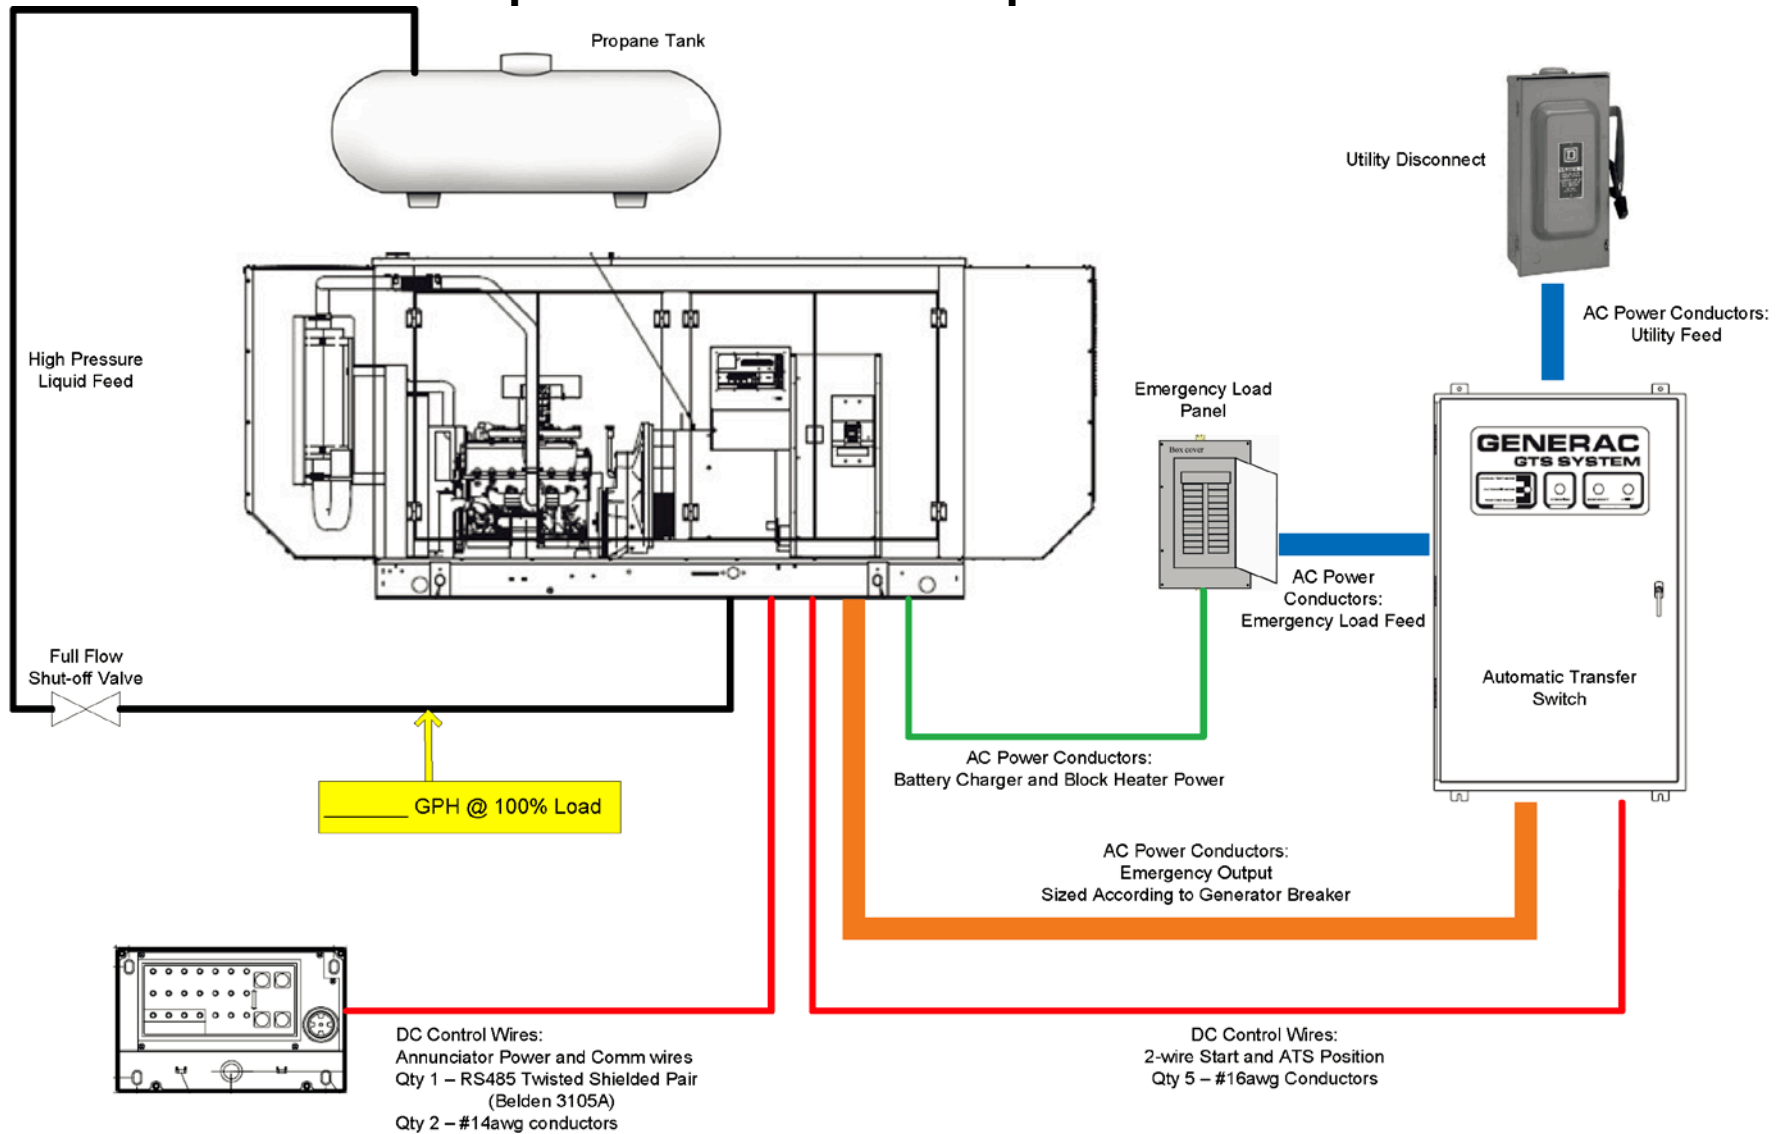 Propane Tank
Utility Disconnect
AC Power Conductors:
Utility Feed
High Pressure
Liquid Feed
Emergency Load
Panel
Box cover
GENERAC
GTS SYSTEM
AC Power
Conductors:
Emergency Load Feed
Full Flow
Shut-off Valve
Automatic Transfer
Switch
AC Power Conductors:
Battery Charger and Block Heater Power
________ GPH @ 100% Load
AC Power Conductors:
Emergency Output
Sized According to Generator Breaker
DC Control Wires:
Annunciator Power and Comm wires
Qty 1 – RS485 Twisted Shielded Pair
(Belden 3105A)
Qty 2 – #14awg conductors
DC Control Wires:
2-wire Start and ATS Position
Qty 5 – #16awg Conductors